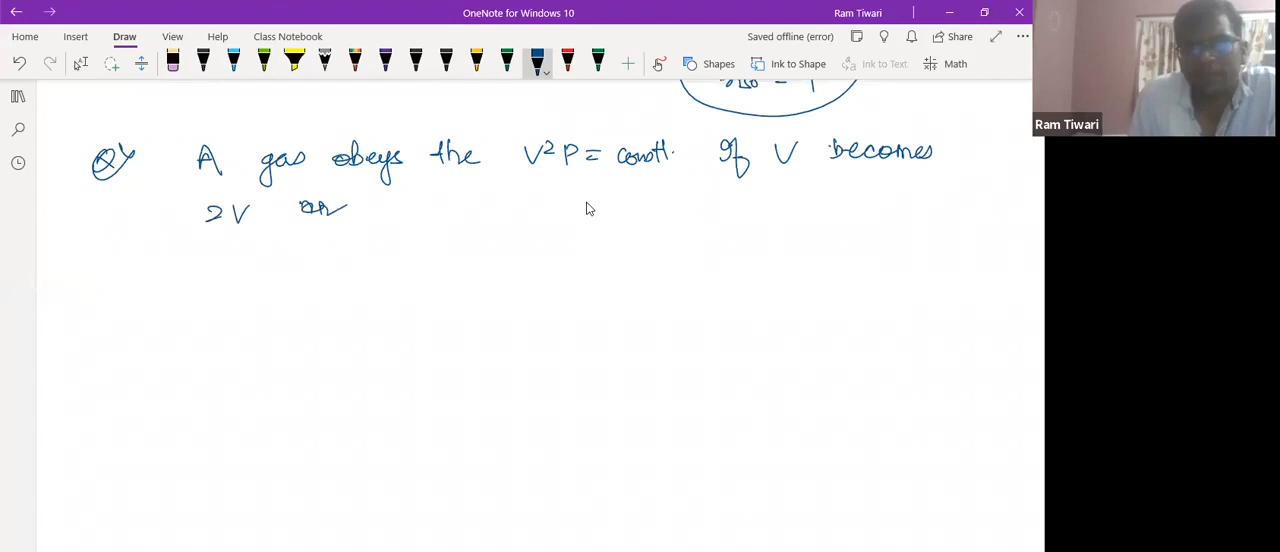 OneNote for Windows 10
Ram Tiwari
Home Insert Draw View Help Class Notebook
Saved offline (error) Share
Shapes Ink to Shape Ink to Text Math
Ram Tiwari
A gas obeys the V²P = constt. If V becomes
2V